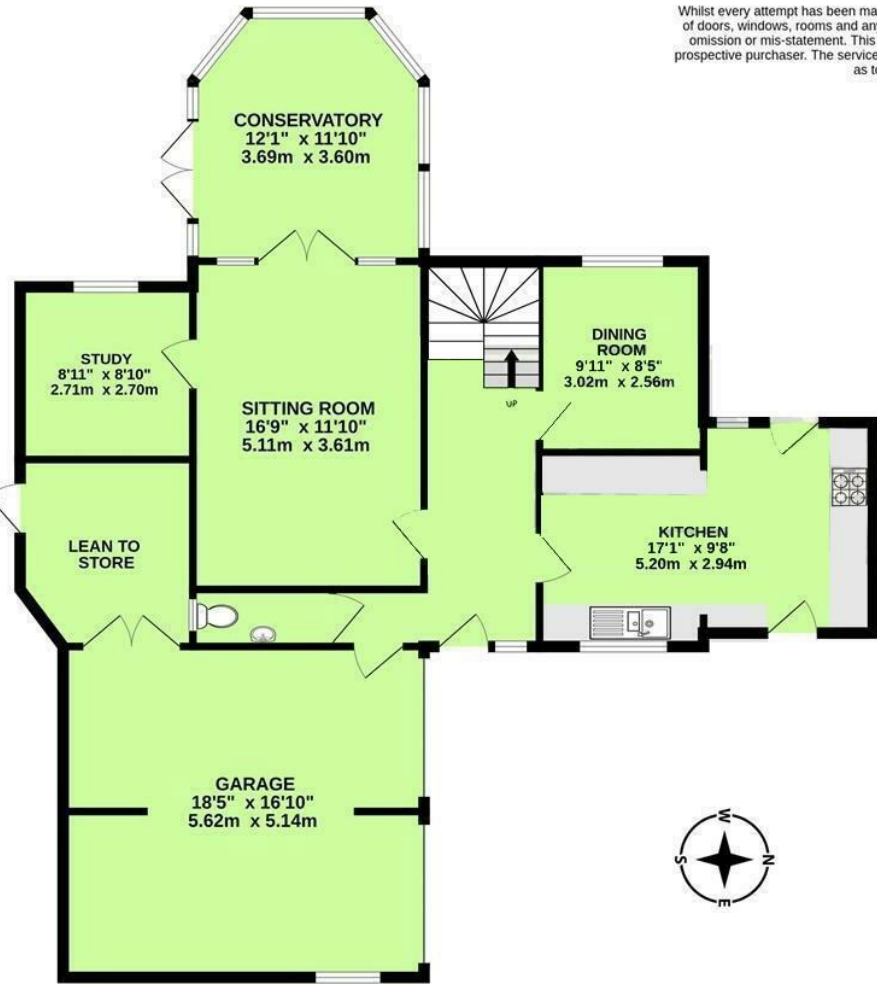 Whilst every attempt has been ma
of doors, windows, rooms and any
omission or mis-statement. This
prospective purchaser. The service
as to
CONSERVATORY
12'1" x 11'10"
3.69m x 3.60m
STUDY
8'11" x 8'10"
2.71m x 2.70m
SITTING ROOM
16'9" x 11'10"
5.11m x 3.61m
DINING
ROOM
9'11" x 8'5"
3.02m x 2.56m
UP
KITCHEN
17'1" x 9'8"
5.20m x 2.94m
LEAN TO
STORE
GARAGE
18'5" x 16'10"
5.62m x 5.14m
W
S
N
E